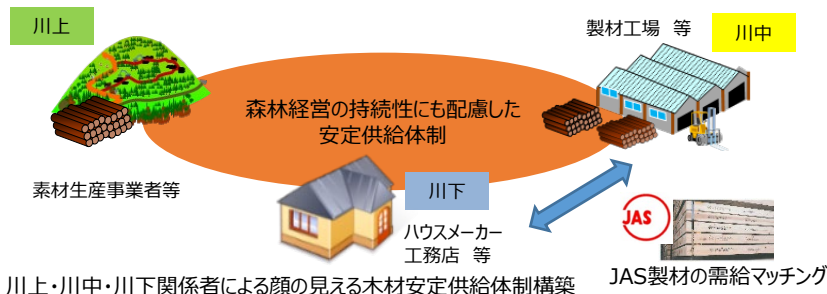 川上
製材工場 等
川中
森林経営の持続性にも配慮した
安定供給体制
素材生産事業者等
川下
ハウスメーカー
工務店 等
JAS
川上・川中・川下関係者による顔の見える木材安定供給体制構築
JAS製材の需給マッチング